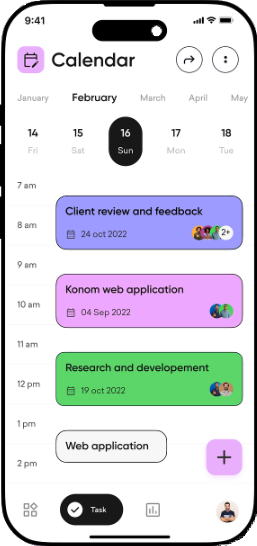 9:41
Calendar
January February March April May
14 15 16 17 18
Fri Sat Sun Mon Tue
7 am
Client review and feedback
8 am
24 oct 2022 2+
9 am
Konom web application
10 am
04 Sep 2022
11 am
Research and developement
12 pm
19 oct 2022
1 pm
Web application
2 pm
Task